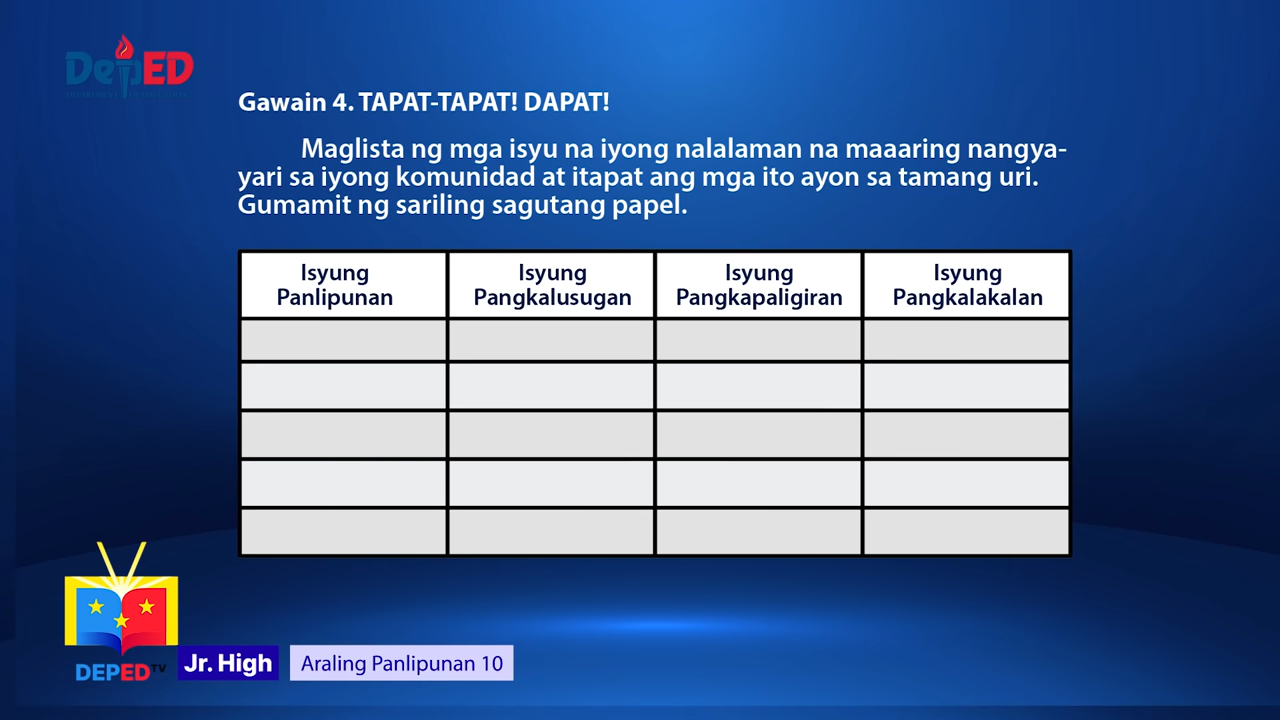 DepED
Gawain 4. TAPAT-TAPAT! DAPAT!
Maglista ng mga isyu na iyong nalalaman na maaaring nangya-
yari sa iyong komunidad at itapat ang mga ito ayon sa tamang uri.
Gumamit ng sariling sagutang papel.
Isyung Panlipunan
Isyung Pangkalusugan
Isyung Pangkapaligiran
Isyung Pangkalakalan
DEPED TV
Jr. High
Araling Panlipunan 10